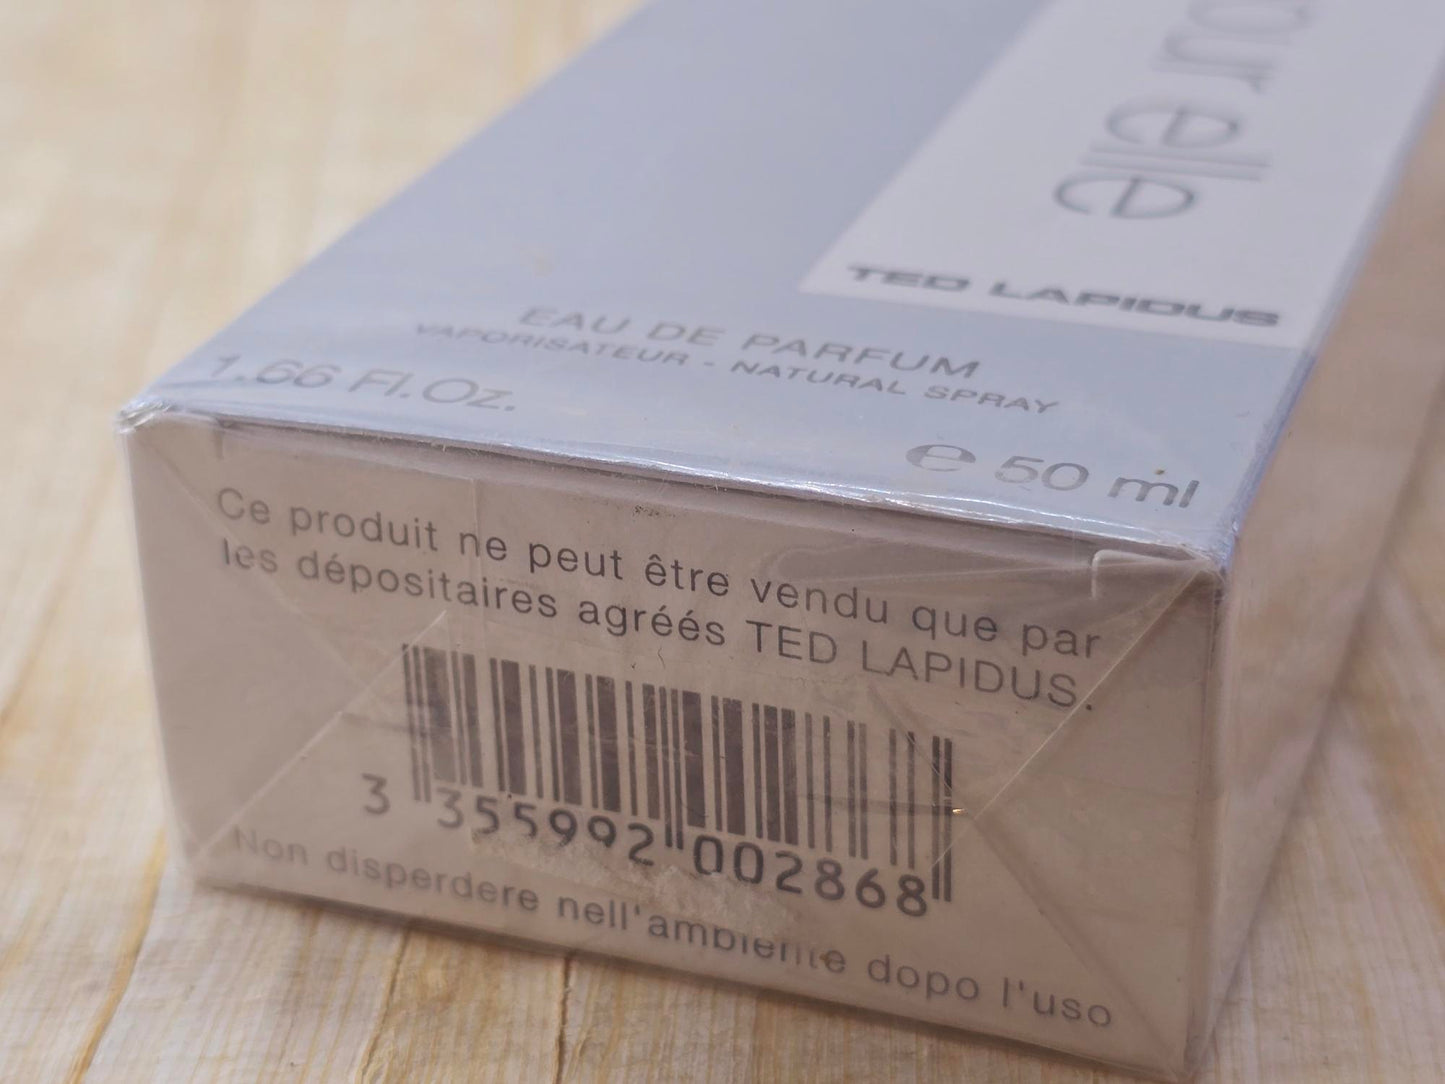 our elle
TED LAPIDUS
EAU DE PARFUM
VAPORISATEUR - NATURAL SPRAY
1.66 Fl.Oz.
e 50 ml
Ce produit ne peut être vendu que par
les dépositaires agréés TED LAPIDUS.
3 355992 002868
Non disperdere nell'ambiente dopo l'uso